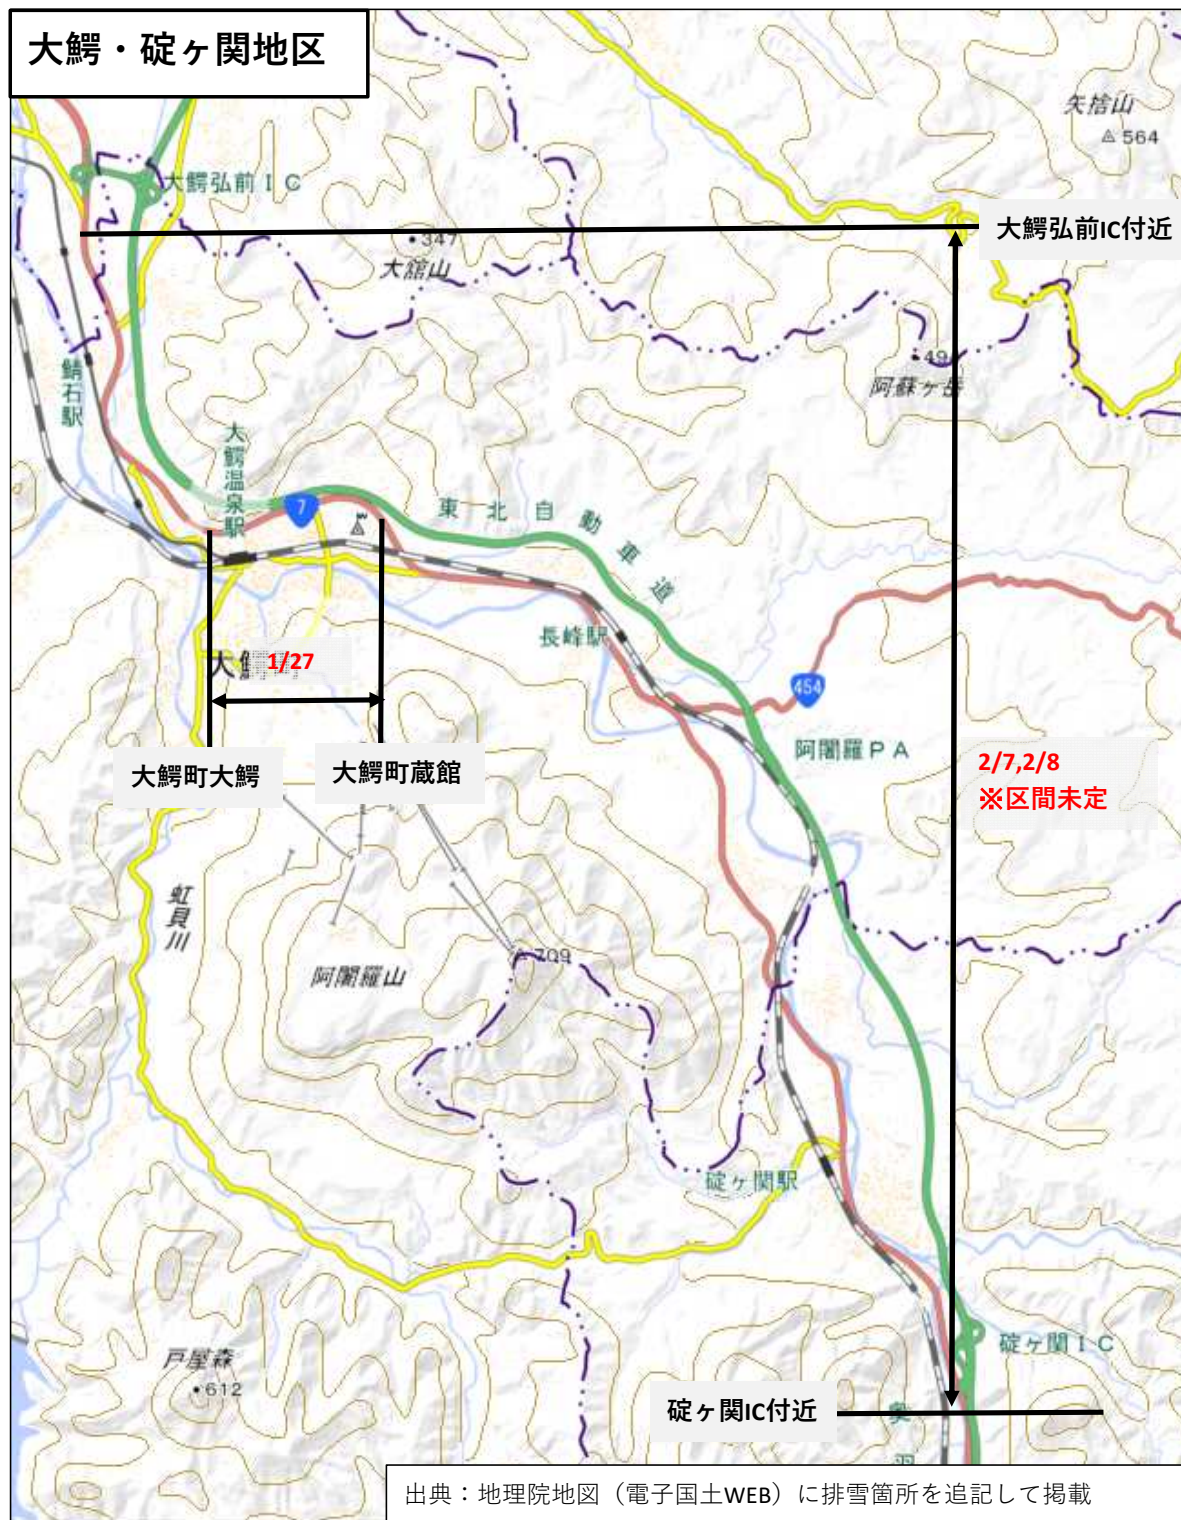 大鰐・碇ヶ関地区
矢捨山
564
大鰐弘前IC
大鰐弘前IC付近
347
大舘山
阿蘇ヶ岳
鯖石駅
大鰐温泉駅
7
東北自動車道
長峰駅
1/27
454
阿闍羅PA
大鰐町大鰐
大鰐町蔵館
2/7,2/8
※区間未定
虹貝川
709
阿闍羅山
碇ヶ関駅
碇ヶ関IC
戸屋森
612
碇ヶ関IC付近
奥
出典：地理院地図（電子国土WEB）に排雪箇所を追記して掲載